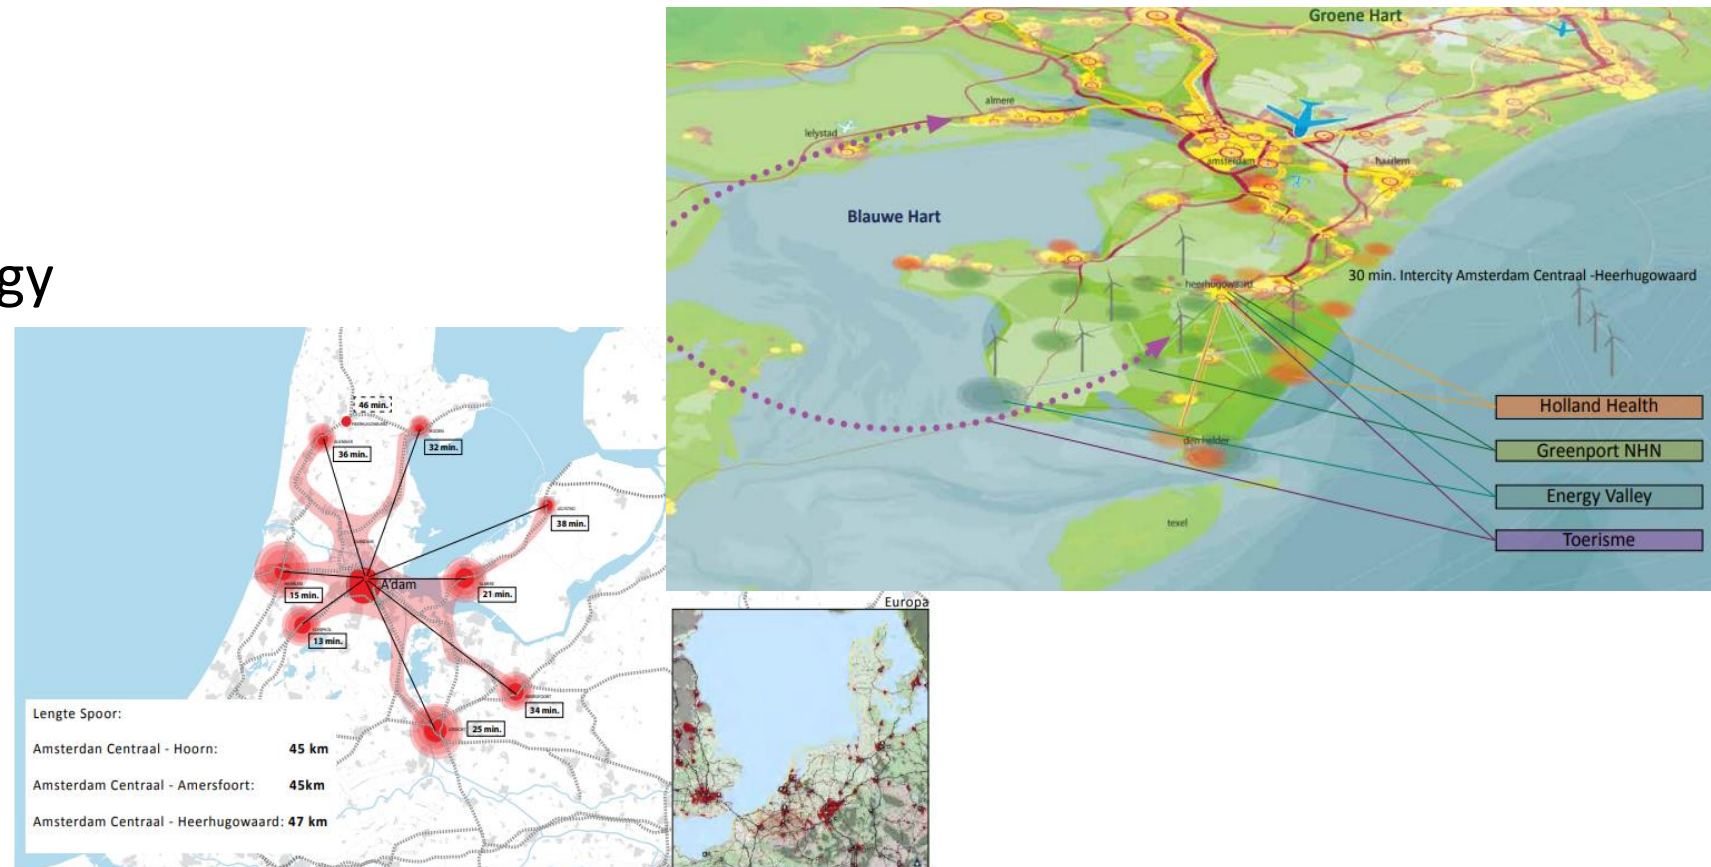 gy
Groene Hart
almere
lelystad
amsterdam
haarlem
Blauwe Hart
heerhugowaard
30 min. Intercity Amsterdam Centraal -Heerhugowaard
Holland Health
Greenport NHN
denhelder
Energy Valley
texel
Toerisme
46 min.
36 min.
32 min.
38 min.
A'dam
15 min.
21 min.
13 min.
34 min.
25 min.
Lengte Spoor:
Amsterdan Centraal - Hoorn: 45 km
Amsterdam Centraal - Amersfoort: 45km
Amsterdam Centraal - Heerhugowaard: 47 km
Europa